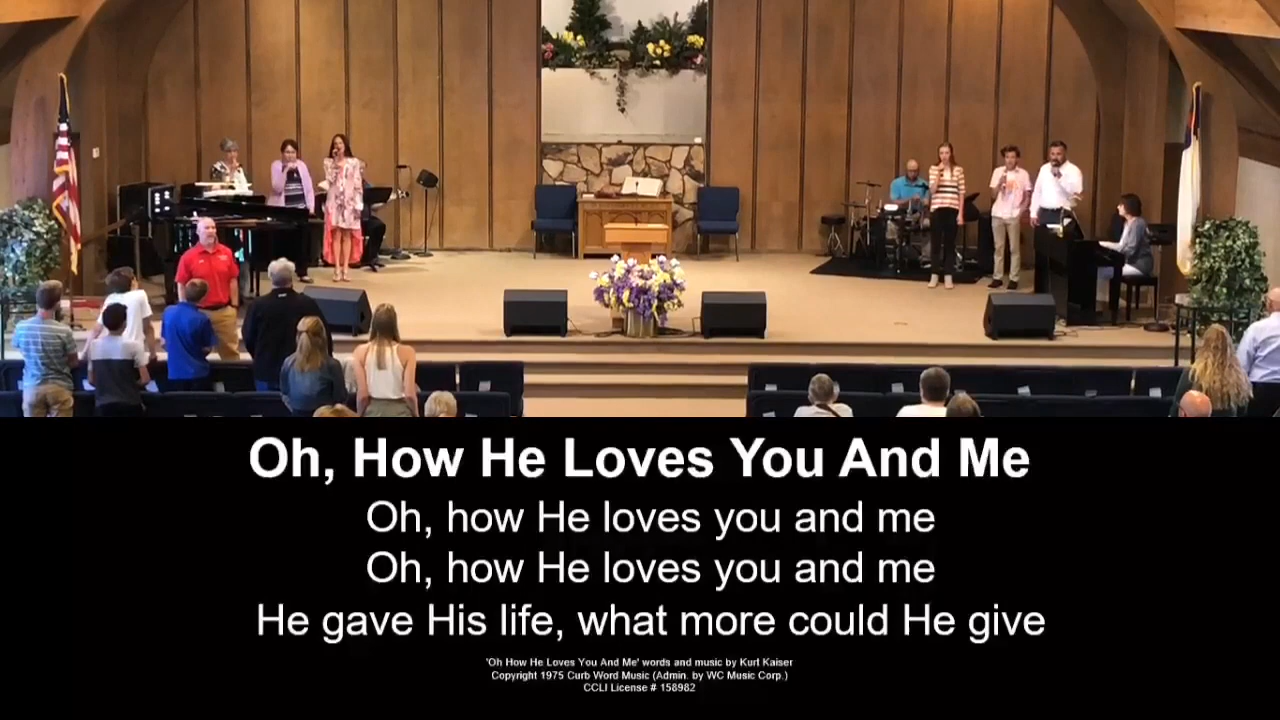 Oh, How He Loves You And Me
Oh, how He loves you and me
Oh, how He loves you and me
He gave His life, what more could He give
'Oh How He Loves You And Me' words and music by Kurt Kaiser
Copyright 1975 Curb Word Music (Admin. by WC Music Corp.)
CCLI License # 158982